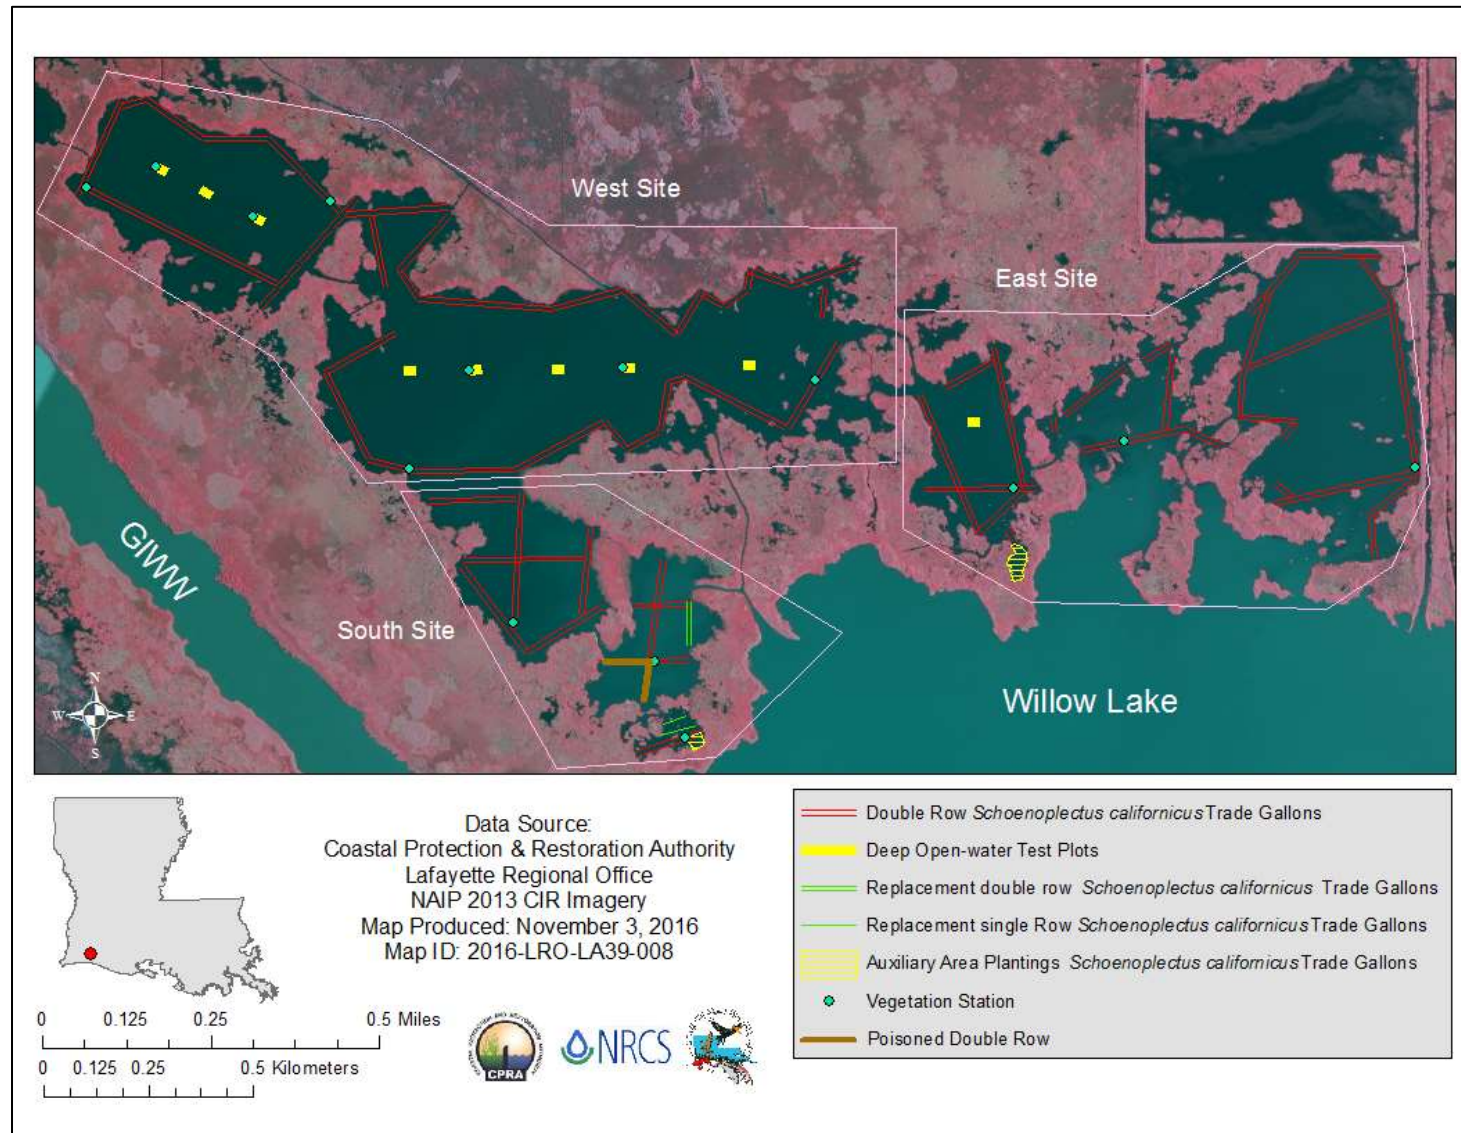 West Site
East Site
South Site
GIWW
Willow Lake
N
W E
S
Data Source:
Coastal Protection & Restoration Authority
Lafayette Regional Office
NAIP 2013 CIR Imagery
Map Produced: November 3, 2016
Map ID: 2016-LRO-LA39-008
0 0.125 0.25 0.5 Miles
0 0.125 0.25 0.5 Kilometers
CPRA
NRCS
Double Row Schoenoplectus californicus Trade Gallons
Deep Open-water Test Plots
Replacement double row Schoenoplectus californicus Trade Gallons
Replacement single Row Schoenoplectus californicus Trade Gallons
Auxiliary Area Plantings Schoenoplectus californicus Trade Gallons
Vegetation Station
Poisoned Double Row